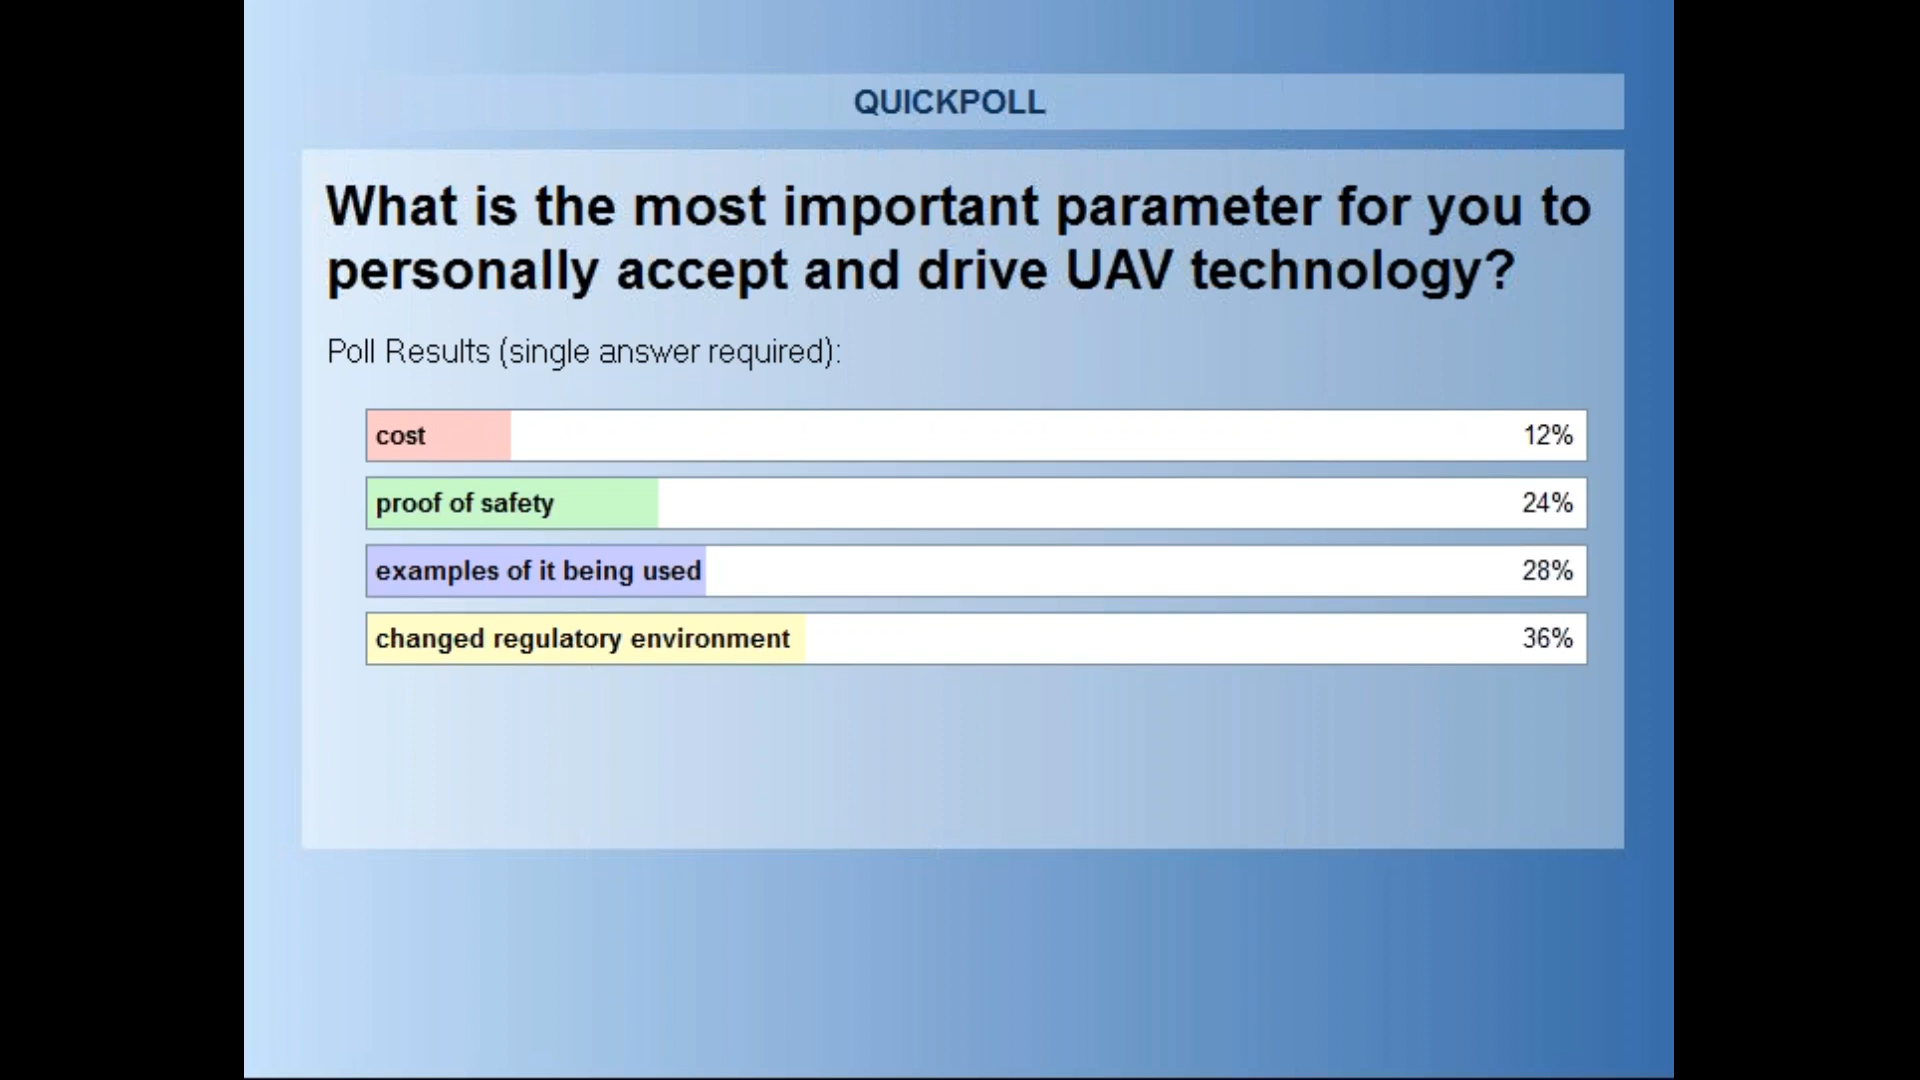 QUICKPOLL
What is the most important parameter for you to
personally accept and drive UAV technology?
Poll Results (single answer required):
cost 12%
proof of safety 24%
examples of it being used 28%
changed regulatory environment 36%